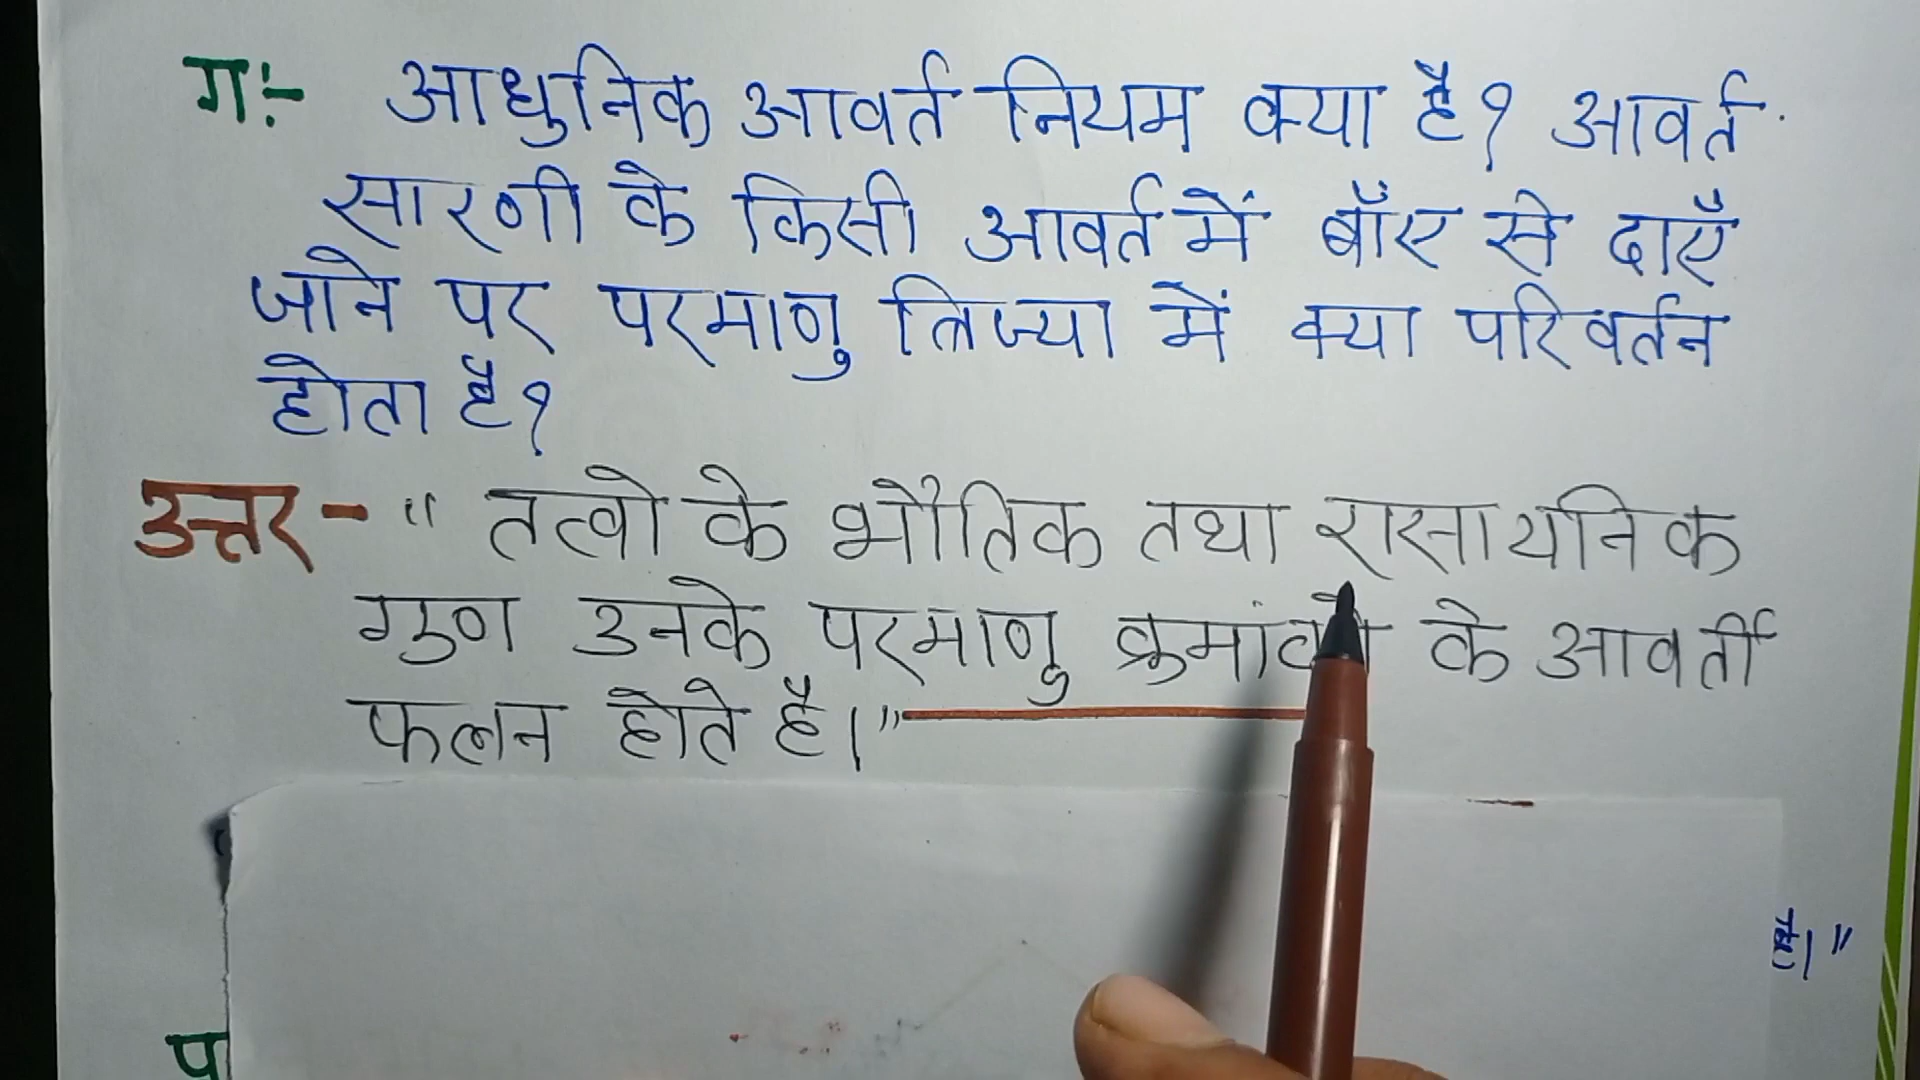 ग:- आधुनिक आवर्त नियम क्या है? आवर्त
सारणी के किसी आवर्त में बाँए से दाएँ
जाने पर परमाणु त्रिज्या में क्या परिवर्तन
होता है?
उत्तर - " तत्वो के भौतिक तथा रासायनिक
गुण उनके परमाणु क्रमांको के आवर्ती
फलन होते है।"
है।"